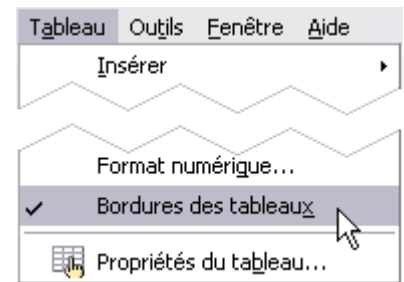 Tableau Outils Fenêtre Aide
Insérer
Format numérique...
Bordures des tableaux
Propriétés du tableau...